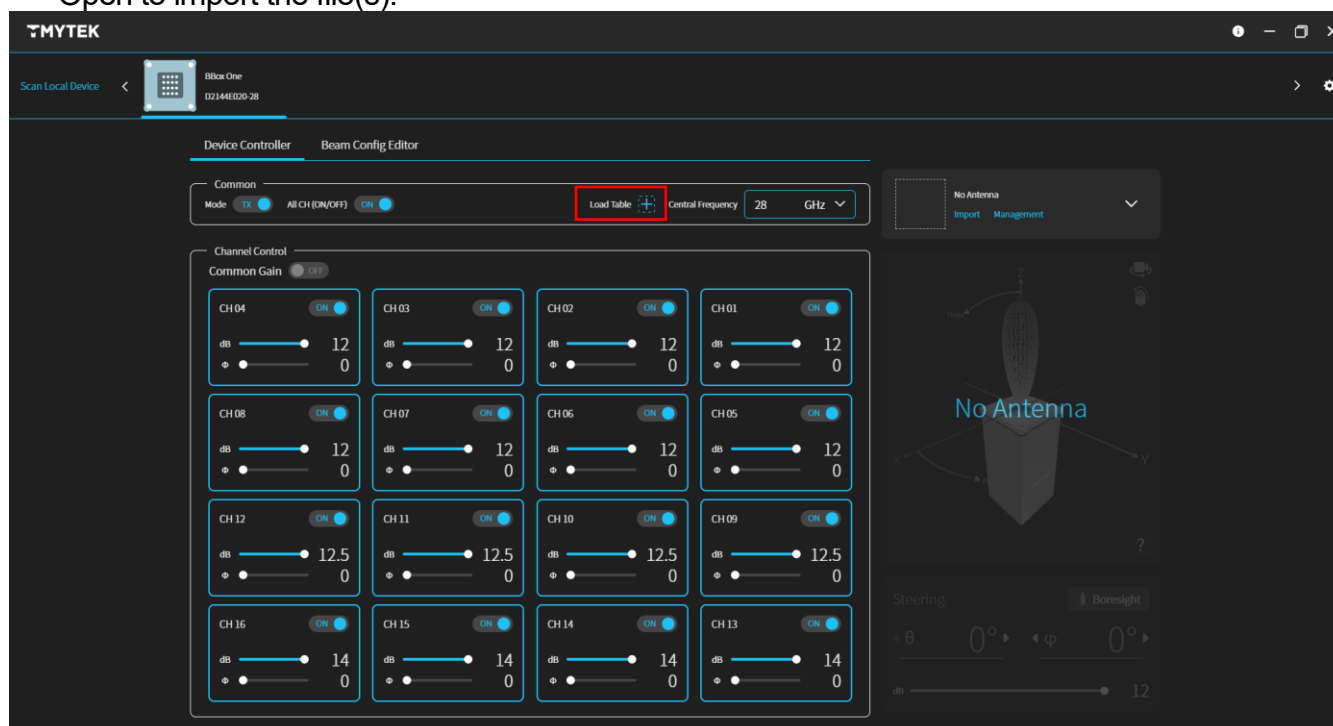 Open to import the file(s).
TMYTEK
Scan Local Device
BBox One
D2144E020-28
Device Controller Beam Config Editor
Common
Mode TX All CH (ON/OFF) ON Load Table Central Frequency 28 GHz
No Antenna
Import Management
Channel Control
Common Gain OFF
CH 04 ON CH 03 ON CH 02 ON CH 01 ON
dB 12 dB 12 dB 12 dB 12
Φ 0 Φ 0 Φ 0 Φ 0
CH 08 ON CH 07 ON CH 06 ON CH 05 ON
dB 12 dB 12 dB 12 dB 12
Φ 0 Φ 0 Φ 0 Φ 0
CH 12 ON CH 11 ON CH 10 ON CH 09 ON
dB 12.5 dB 12.5 dB 12.5 dB 12.5
Φ 0 Φ 0 Φ 0 Φ 0
CH 16 ON CH 15 ON CH 14 ON CH 13 ON
dB 14 dB 14 dB 14 dB 14
Φ 0 Φ 0 Φ 0 Φ 0
Z
Theta
No Antenna
X Y
?
Steering Boresight
θ 0° φ 0°
dB 12